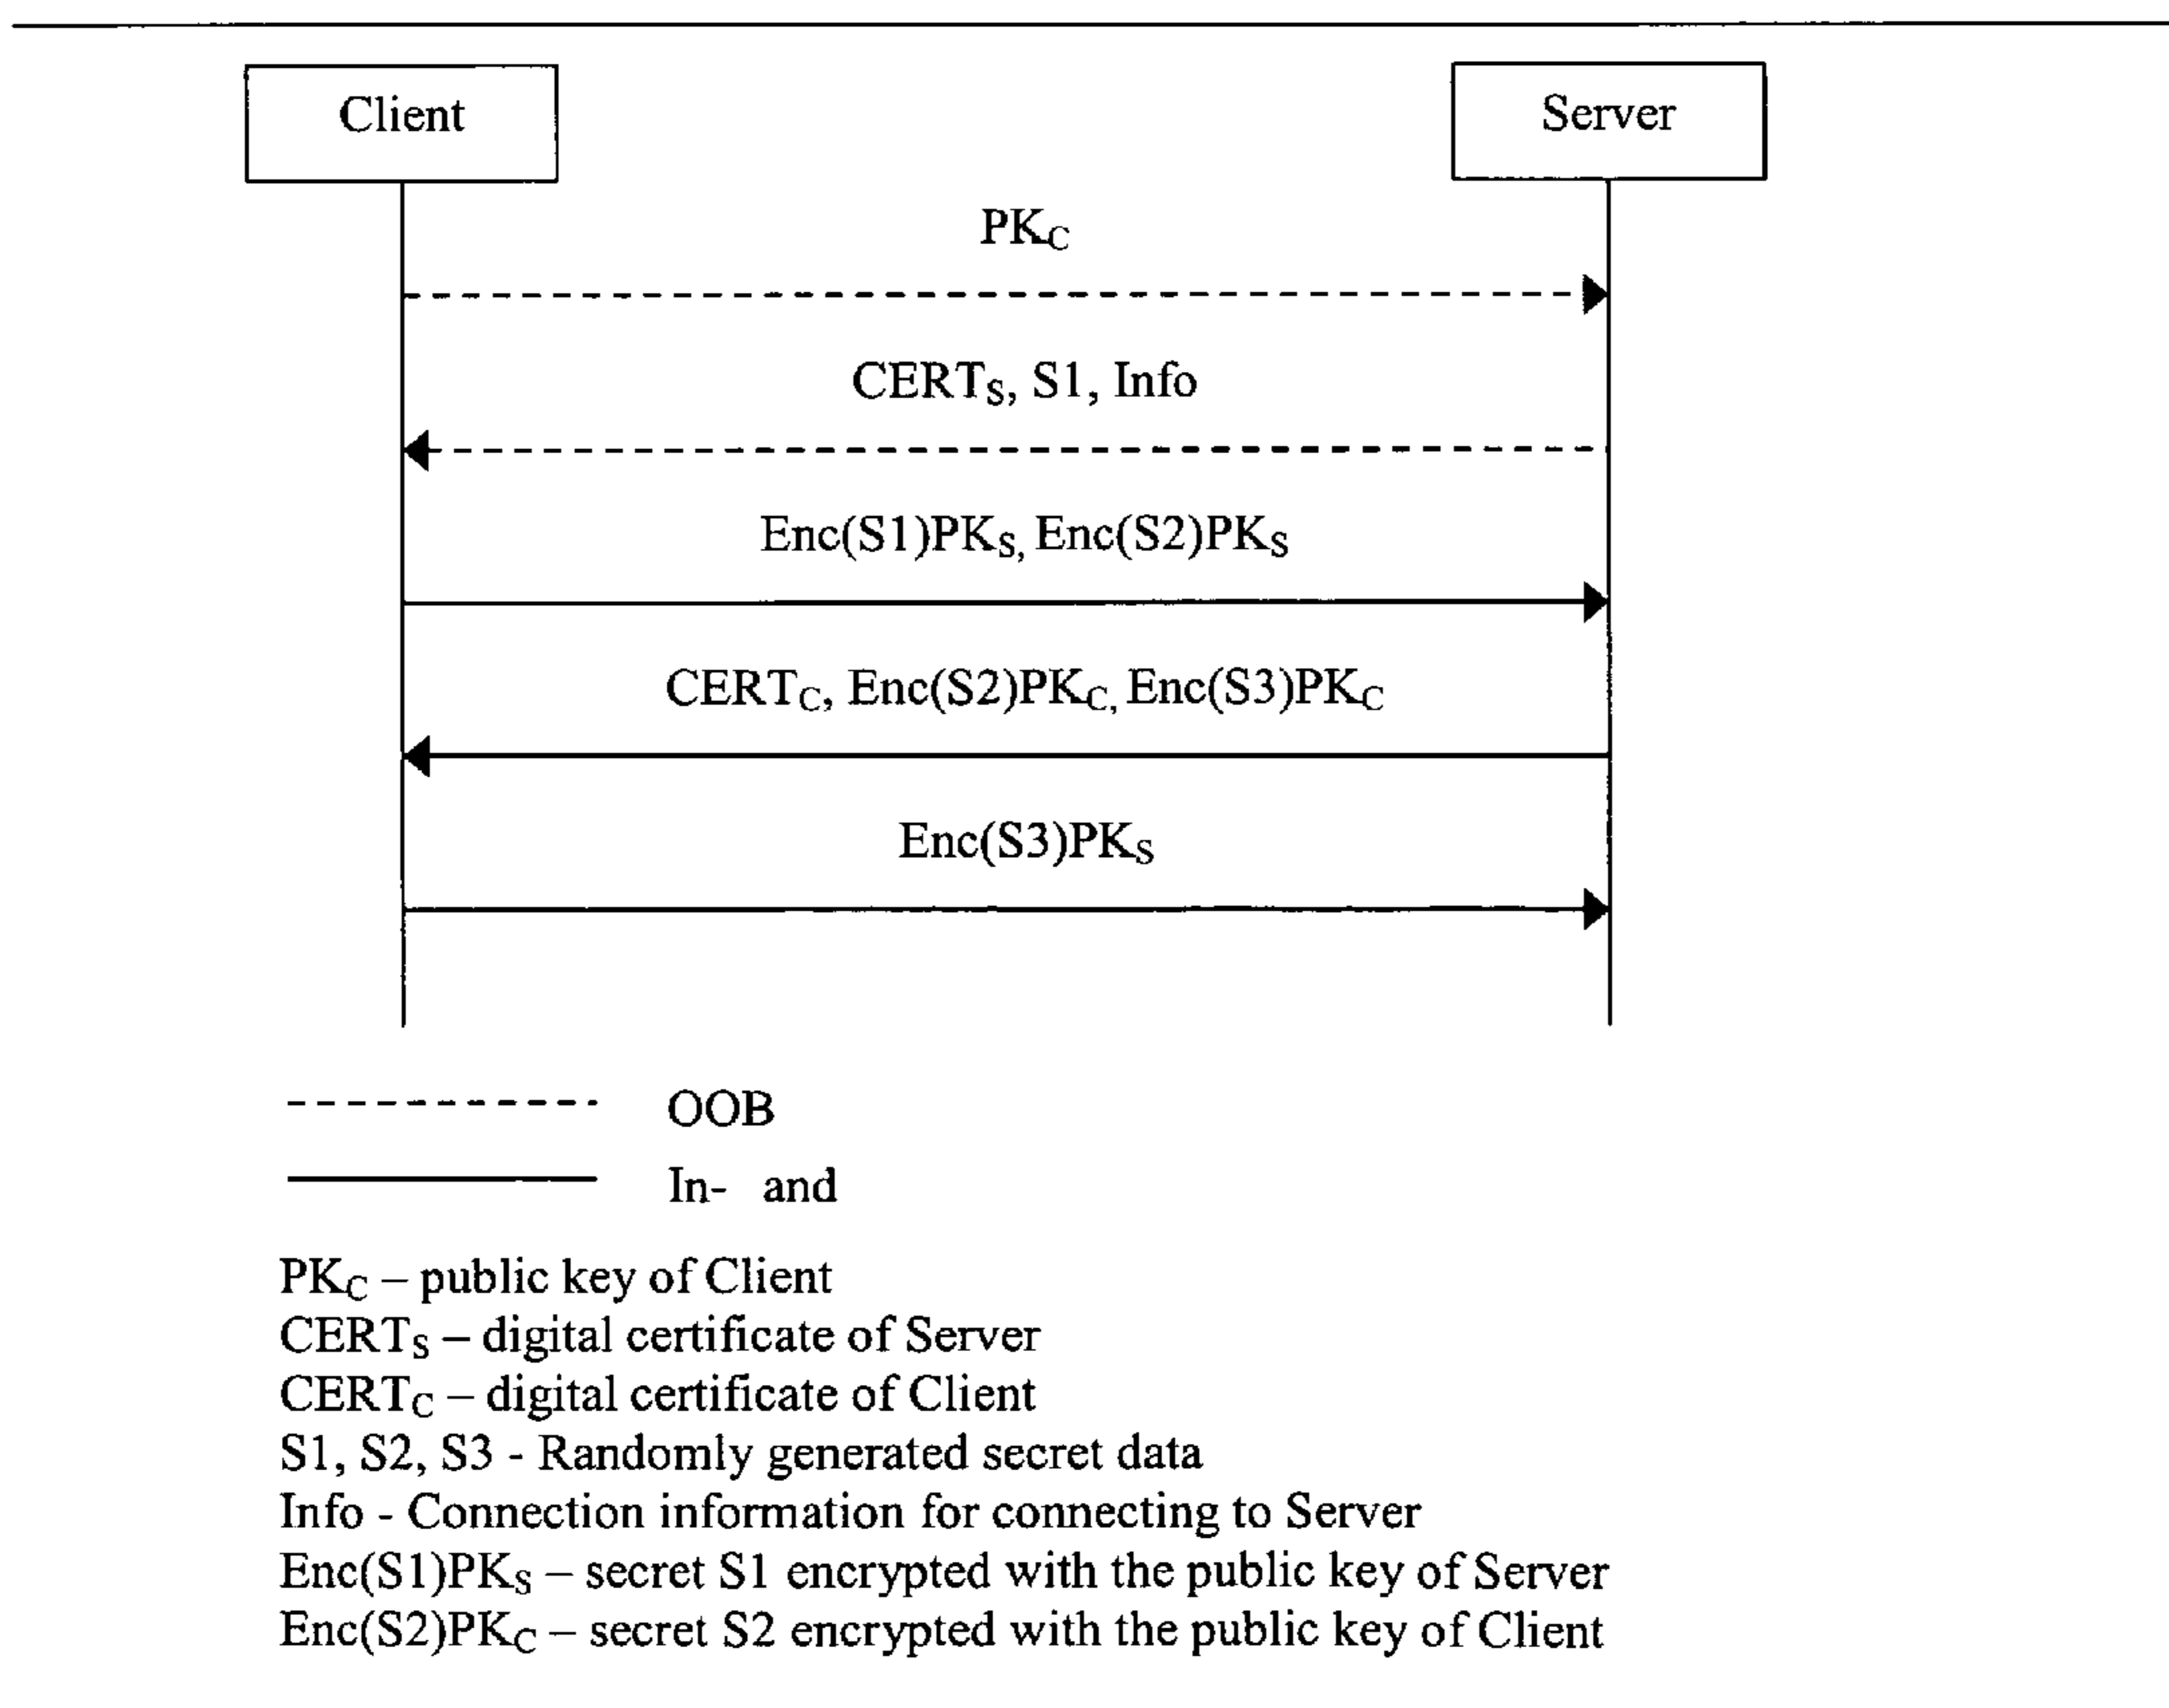 Client
Server
PKC
CERTS, S1, Info
Enc(S1)PKS, Enc(S2)PKS
CERTC, Enc(S2)PKC, Enc(S3)PKC
Enc(S3)PKS
OOB
In- and
PKC – public key of Client
CERTS – digital certificate of Server
CERTC – digital certificate of Client
S1, S2, S3 - Randomly generated secret data
Info - Connection information for connecting to Server
Enc(S1)PKS – secret S1 encrypted with the public key of Server
Enc(S2)PKC – secret S2 encrypted with the public key of Client